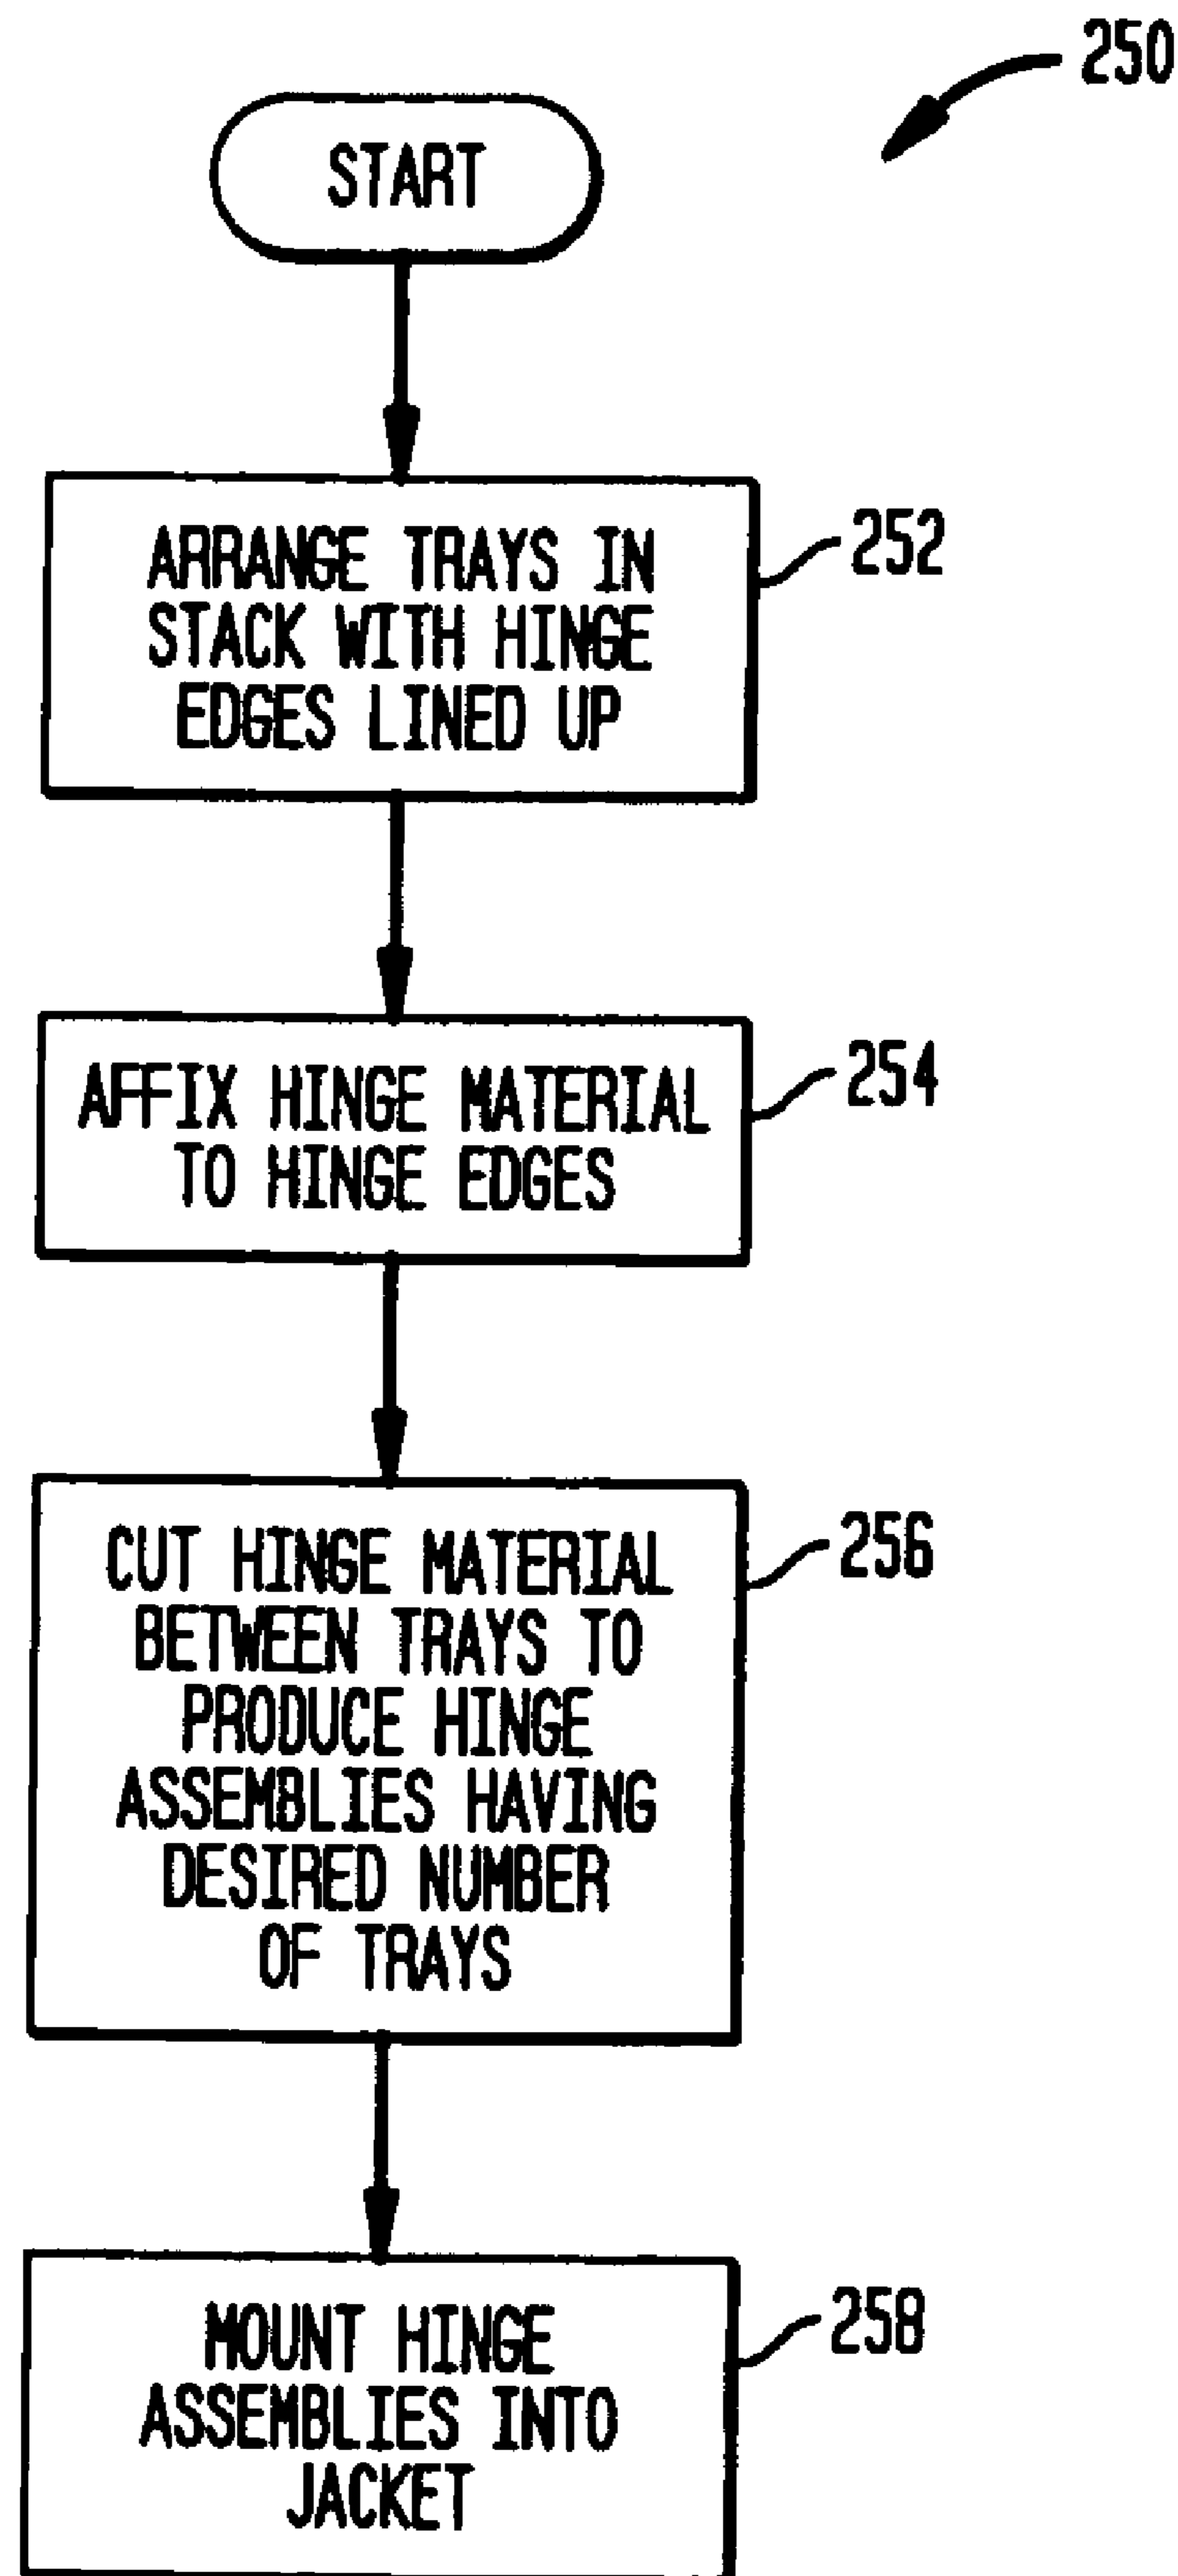 250
START
ARRANGE TRAYS IN
STACK WITH HINGE
EDGES LINED UP
252
AFFIX HINGE MATERIAL
TO HINGE EDGES
254
CUT HINGE MATERIAL
BETWEEN TRAYS TO
PRODUCE HINGE
ASSEMBLIES HAVING
DESIRED NUMBER
OF TRAYS
256
MOUNT HINGE
ASSEMBLIES INTO
JACKET
258